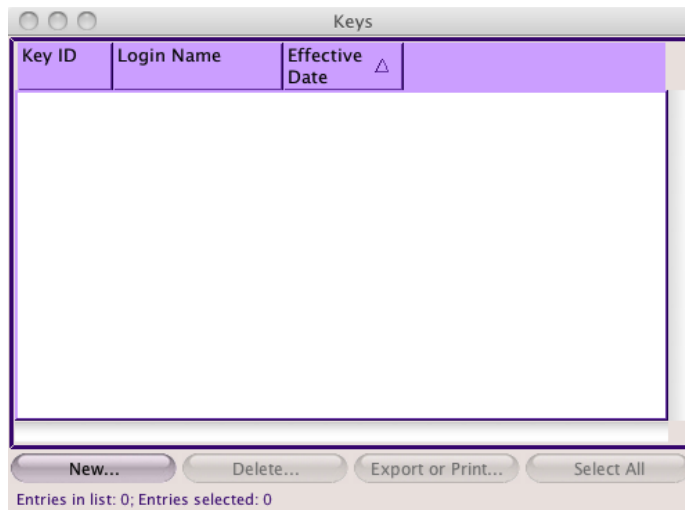 Keys
Key ID Login Name Effective Date
New... Delete... Export or Print... Select All
Entries in list: 0; Entries selected: 0